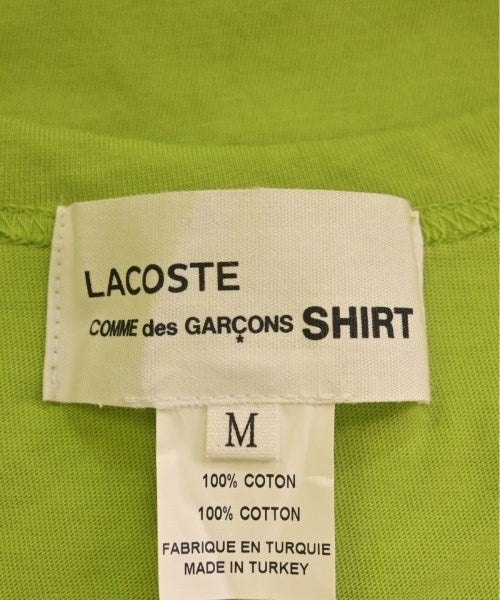 LACOSTE
COMME des GARÇONS SHIRT
*
M
100% COTON
100% COTTON
FABRIQUE EN TURQUIE
MADE IN TURKEY